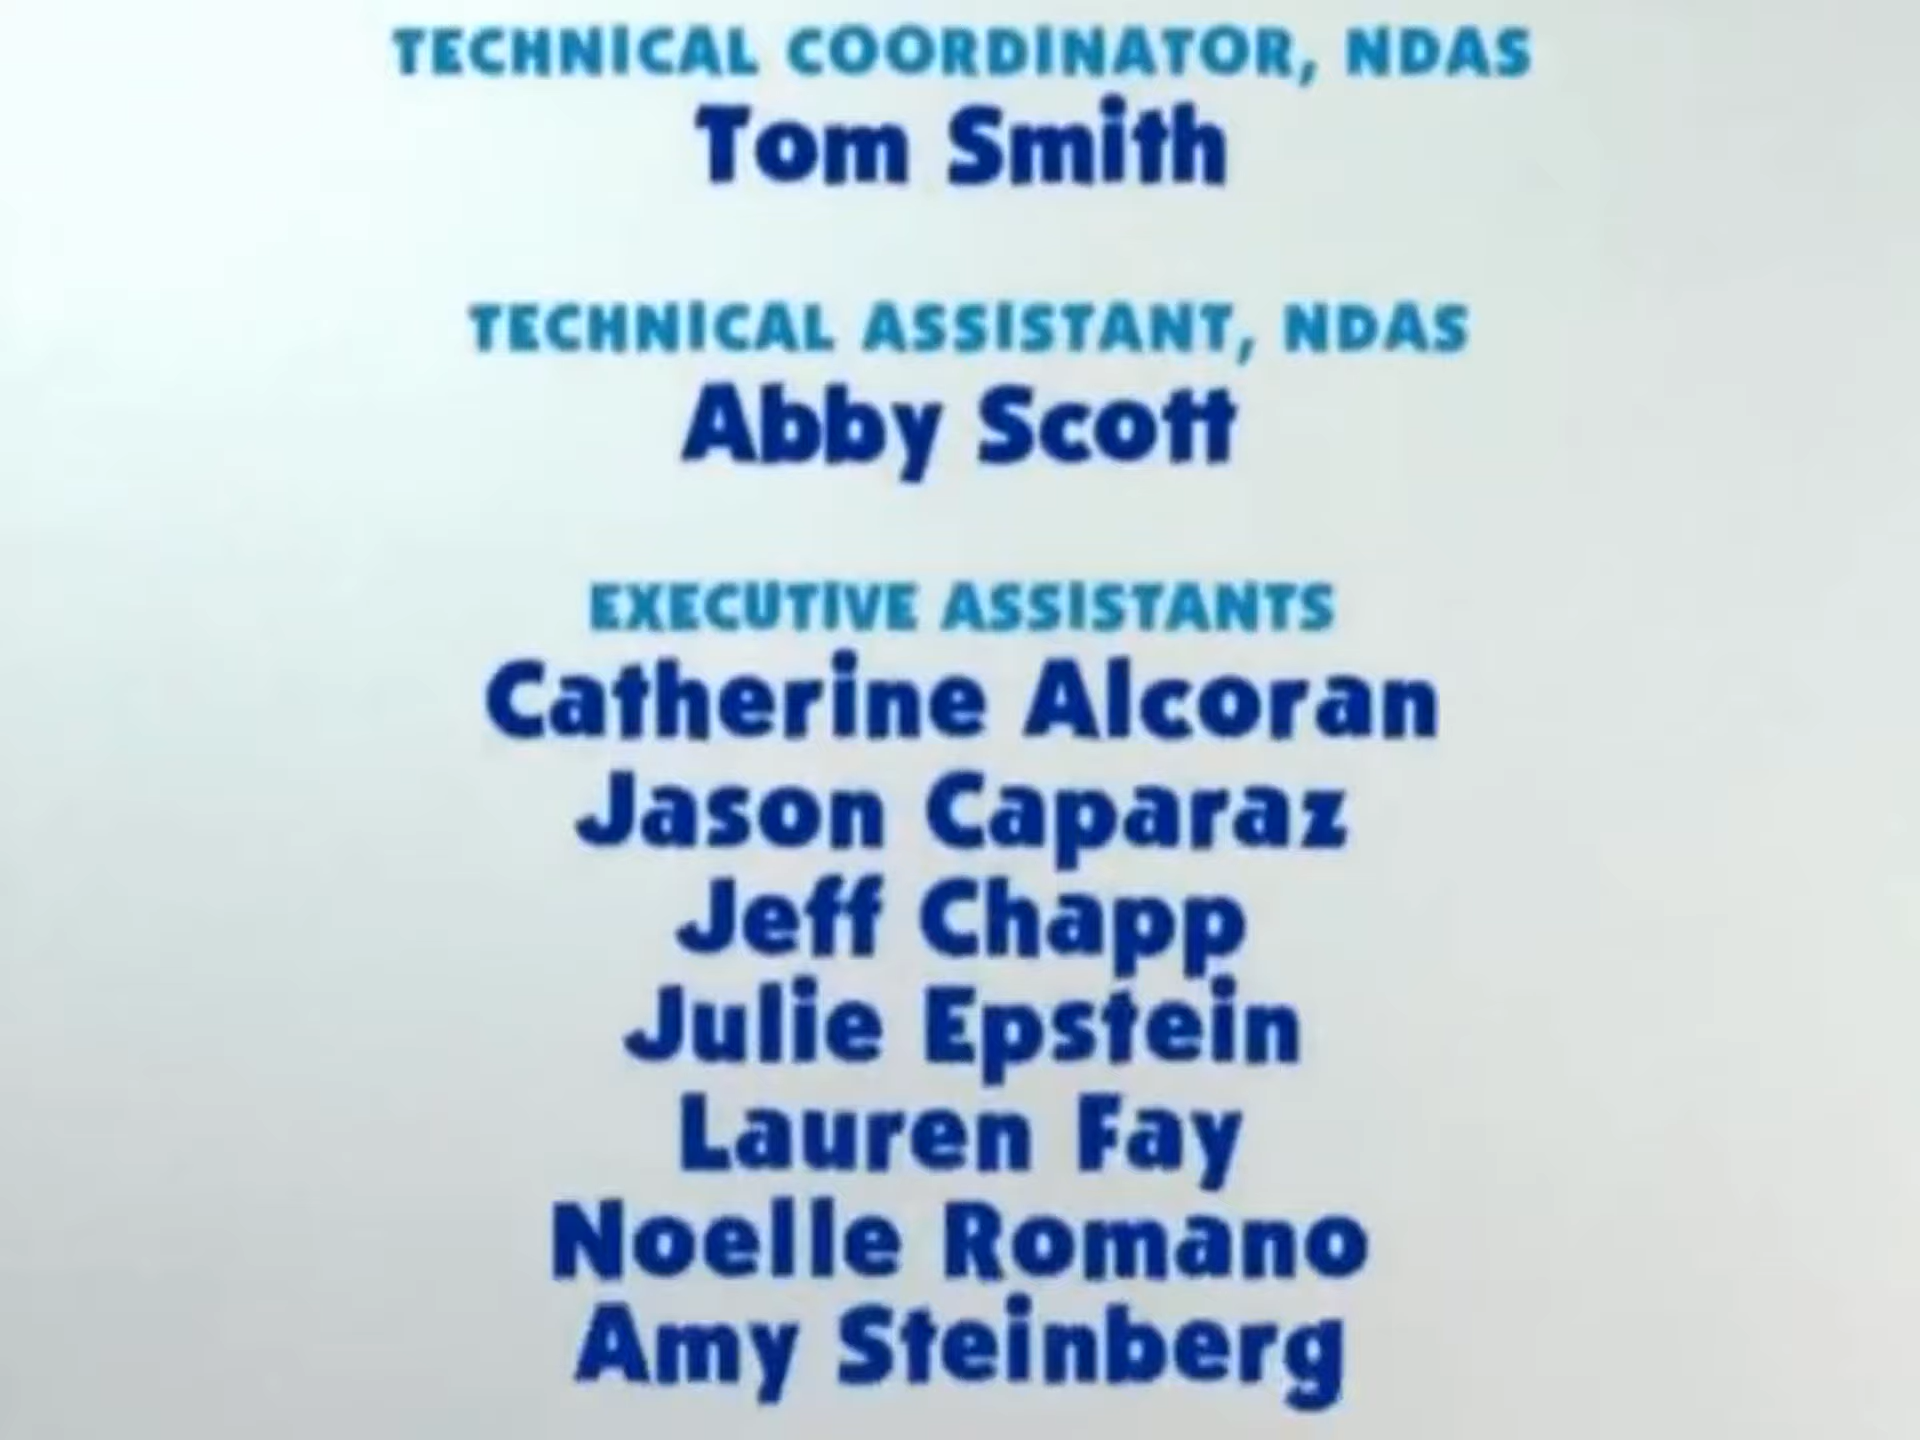 TECHNICAL COORDINATOR, NDAS
Tom Smith
TECHNICAL ASSISTANT, NDAS
Abby Scott
EXECUTIVE ASSISTANTS
Catherine Alcoran
Jason Caparaz
Jeff Chapp
Julie Epstein
Lauren Fay
Noelle Romano
Amy Steinberg